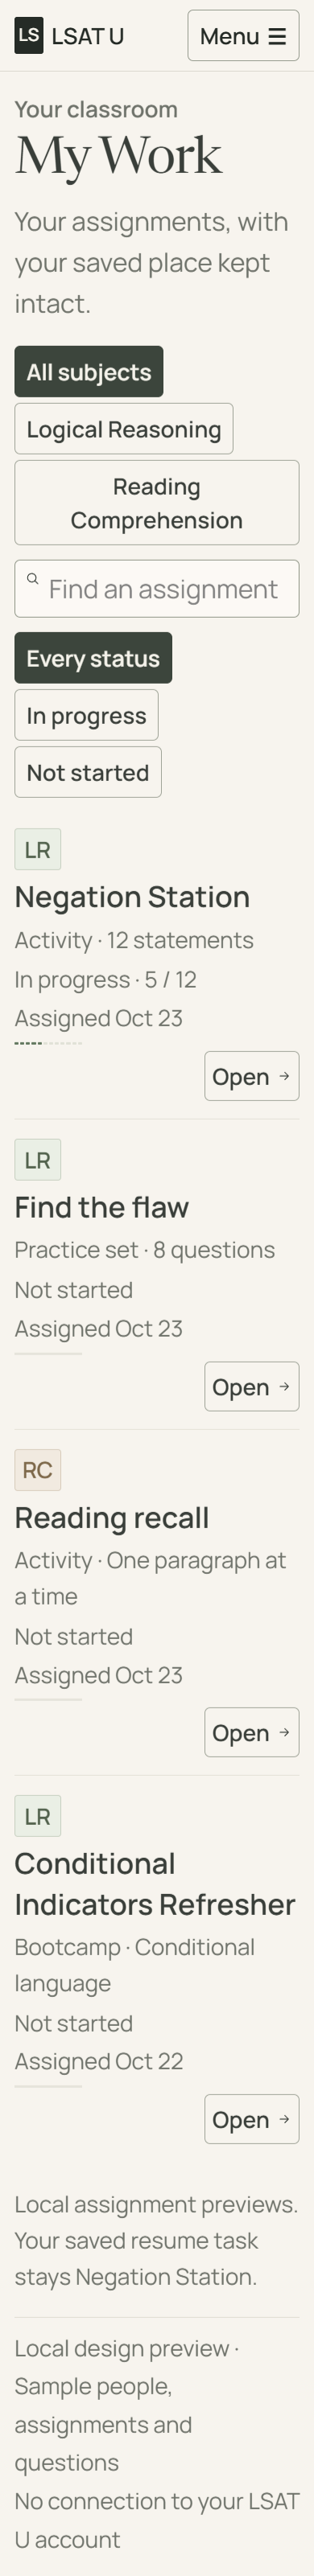 LS LSAT U
Menu
Your classroom
My Work
Your assignments, with
your saved place kept
intact.
All subjects
Logical Reasoning
Reading
Comprehension
Find an assignment
Every status
In progress
Not started
LR
Negation Station
Activity · 12 statements
In progress · 5 / 12
Assigned Oct 23
Open →
LR
Find the flaw
Practice set · 8 questions
Not started
Assigned Oct 23
Open →
RC
Reading recall
Activity · One paragraph at
a time
Not started
Assigned Oct 23
Open →
LR
Conditional
Indicators Refresher
Bootcamp · Conditional
language
Not started
Assigned Oct 22
Open →
Local assignment previews.
Your saved resume task
stays Negation Station.
Local design preview ·
Sample people,
assignments and
questions
No connection to your LSAT
U account